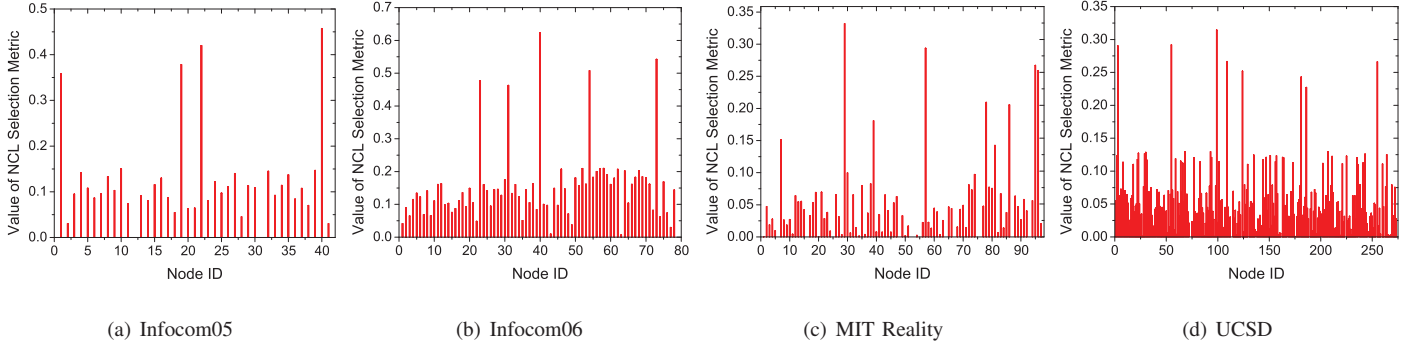 Value of NCL Selection Metric
0.5
0.4
0.3
0.2
0.1
0.0
0 5 10 15 20 25 30 35 40
Node ID
(a) Infocom05
Value of NCL Selection Metric
0.7
0.6
0.5
0.4
0.3
0.2
0.1
0.0
0 10 20 30 40 50 60 70 80
Node ID
(b) Infocom06
Value of NCL Selection Metric
0.35
0.30
0.25
0.20
0.15
0.10
0.05
0.00
0 10 20 30 40 50 60 70 80 90
Node ID
(c) MIT Reality
Value of NCL Selection Metric
0.35
0.30
0.25
0.20
0.15
0.10
0.05
0.00
0 50 100 150 200 250
Node ID
(d) UCSD